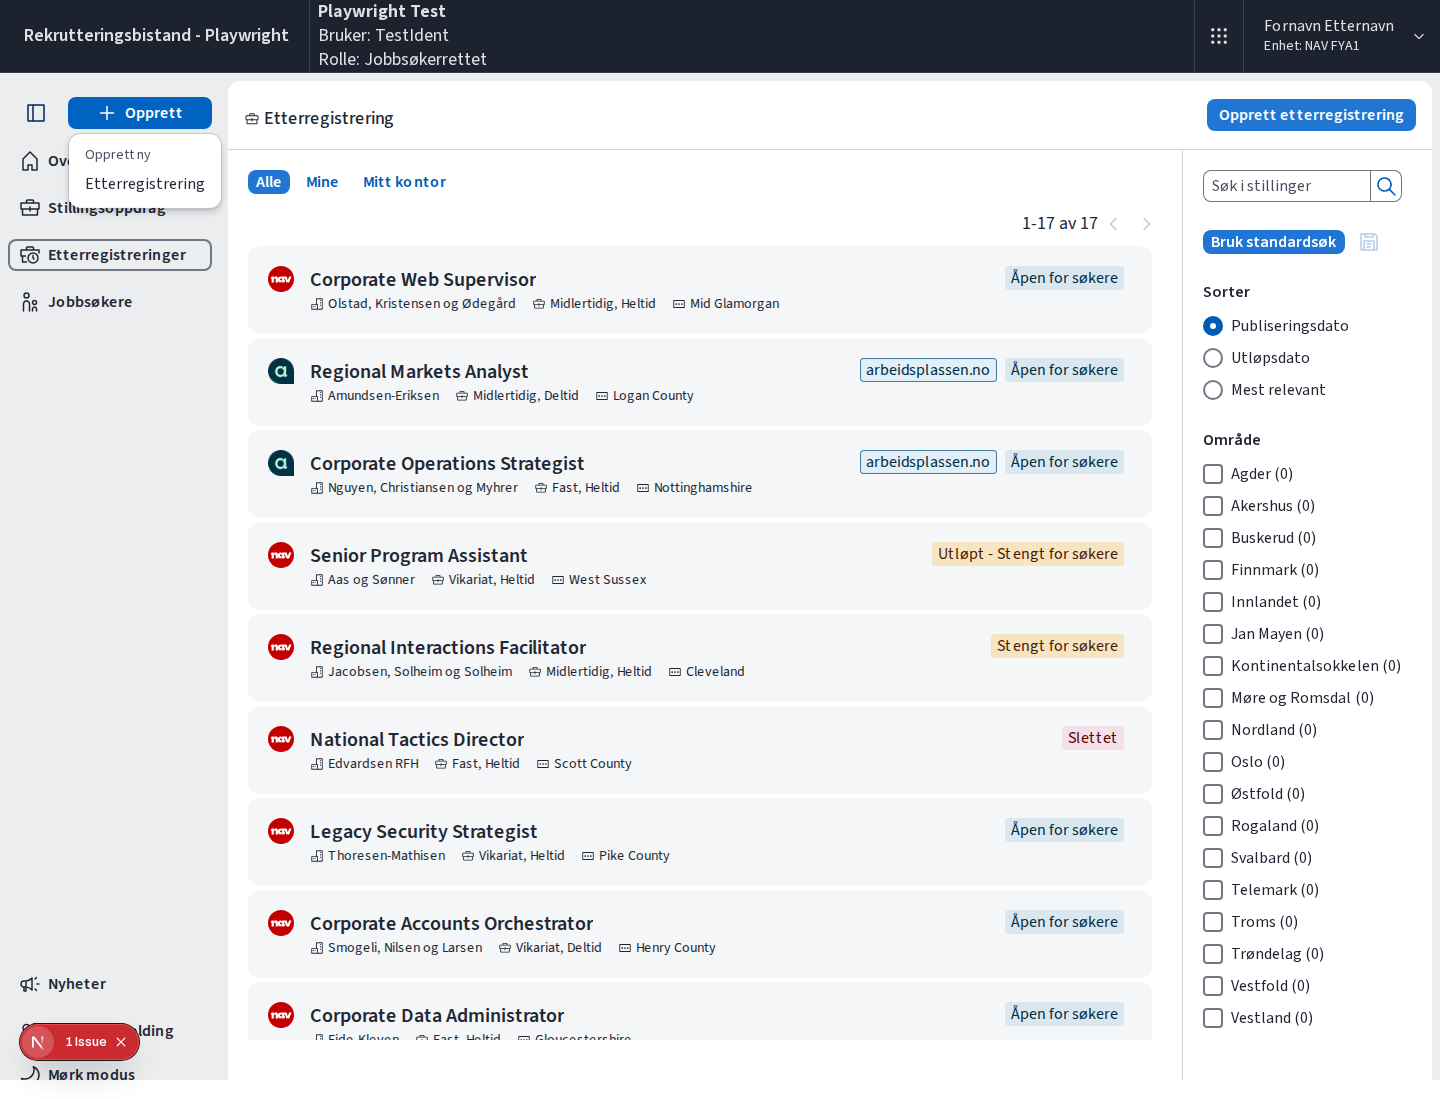 Rekrutteringsbistand - Playwright
Playwright Test
Bruker: TestIdent
Rolle: Jobbsøkerrettet
Fornavn Etternavn
Enhet: NAV FYA1
Opprett
Opprett ny
Etterregistrering
Stillingsoppdrag
Etterregistreringer
Jobbsøkere
Nyheter
1 Issue
Mørk modus
Etterregistrering
Opprett etterregistrering
Alle
Mine
Mitt kontor
1-17 av 17
nav
Corporate Web Supervisor
Åpen for søkere
Olstad, Kristensen og Ødegård
Midlertidig, Heltid
Mid Glamorgan
a
Regional Markets Analyst
arbeidsplassen.no
Åpen for søkere
Amundsen-Eriksen
Midlertidig, Deltid
Logan County
a
Corporate Operations Strategist
arbeidsplassen.no
Åpen for søkere
Nguyen, Christiansen og Myhrer
Fast, Heltid
Nottinghamshire
nav
Senior Program Assistant
Utløpt - Stengt for søkere
Aas og Sønner
Vikariat, Heltid
West Sussex
nav
Regional Interactions Facilitator
Stengt for søkere
Jacobsen, Solheim og Solheim
Midlertidig, Heltid
Cleveland
nav
National Tactics Director
Slettet
Edvardsen RFH
Fast, Heltid
Scott County
nav
Legacy Security Strategist
Åpen for søkere
Thoresen-Mathisen
Vikariat, Heltid
Pike County
nav
Corporate Accounts Orchestrator
Åpen for søkere
Smogeli, Nilsen og Larsen
Vikariat, Deltid
Henry County
nav
Corporate Data Administrator
Åpen for søkere
Eide-Kleven
Fast, Heltid
Gloucestershire
Søk i stillinger
Bruk standardsøk
Sorter
Publiseringsdato
Utløpsdato
Mest relevant
Område
Agder (0)
Akershus (0)
Buskerud (0)
Finnmark (0)
Innlandet (0)
Jan Mayen (0)
Kontinentalsokkelen (0)
Møre og Romsdal (0)
Nordland (0)
Oslo (0)
Østfold (0)
Rogaland (0)
Svalbard (0)
Telemark (0)
Troms (0)
Trøndelag (0)
Vestfold (0)
Vestland (0)